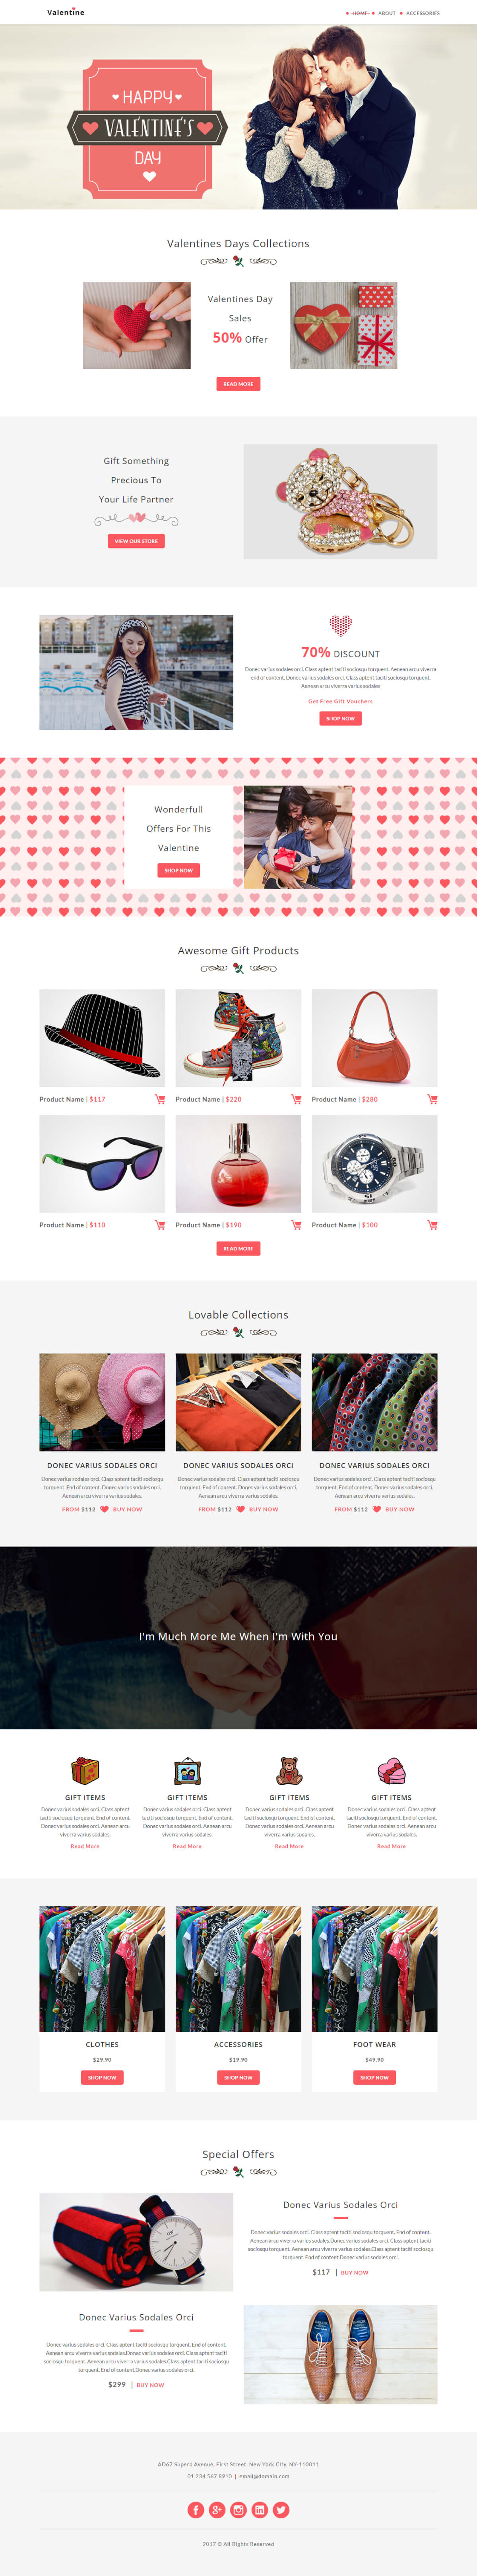 Valentine
HOME ABOUT ACCESSORIES
HAPPY
VALENTINE'S
DAY
Valentines Days Collections
Valentines Day
Sales
50% Offer
READ MORE
Gift Something
Precious To
Your Life Partner
VIEW OUR STORE
70% DISCOUNT
Donec varius sodales orci. Class aptent taciti sociosqu torquent. Aenean arcu viverra
end of content. Donec varius sodales orci. Class aptent taciti sociosqu torquent.
Aenean arcu viverra varius sodales
Get Free Gift Vouchers
SHOP NOW
Wonderfull
Offers For This
Valentine
SHOP NOW
Awesome Gift Products
Product Name | $117
Product Name | $220
Product Name | $280
Product Name | $110
Product Name | $190
Product Name | $100
READ MORE
Lovable Collections
DONEC VARIUS SODALES ORCI
Donec varius sodales orci. Class aptent taciti sociosqu
torquent. End of content. Donec varius sodales orci.
Aenean arcu viverra varius sodales.
FROM $112 BUY NOW
DONEC VARIUS SODALES ORCI
Donec varius sodales orci. Class aptent taciti sociosqu
torquent. End of content. Donec varius sodales orci.
Aenean arcu viverra varius sodales.
FROM $112 BUY NOW
DONEC VARIUS SODALES ORCI
Donec varius sodales orci. Class aptent taciti sociosqu
torquent. End of content. Donec varius sodales orci.
Aenean arcu viverra varius sodales.
FROM $112 BUY NOW
I'm Much More Me When I'm With You
GIFT ITEMS
Donec varius sodales orci. Class aptent
taciti sociosqu torquent. End of content.
Donec varius sodales orci. Aenean arcu
viverra varius sodales.
Read More
GIFT ITEMS
Donec varius sodales orci. Class aptent
taciti sociosqu torquent. End of content.
Donec varius sodales orci. Aenean arcu
viverra varius sodales.
Read More
GIFT ITEMS
Donec varius sodales orci. Class aptent
taciti sociosqu torquent. End of content.
Donec varius sodales orci. Aenean arcu
viverra varius sodales.
Read More
GIFT ITEMS
Donec varius sodales orci. Class aptent
taciti sociosqu torquent. End of content.
Donec varius sodales orci. Aenean arcu
viverra varius sodales.
Read More
CLOTHES
$29.90
SHOP NOW
ACCESSORIES
$19.90
SHOP NOW
FOOT WEAR
$49.90
SHOP NOW
Special Offers
Donec Varius Sodales Orci
Donec varius sodales orci. Class aptent taciti sociosqu torquent. End of content.
Aenean arcu viverra varius sodales.Donec varius sodales orci. Class aptent taciti
sociosqu torquent. Aenean arcu viverra varius sodales.Class aptent taciti sociosqu
torquent. End of content.Donec varius sodales orci.
$117 | BUY NOW
Donec Varius Sodales Orci
Donec varius sodales orci. Class aptent taciti sociosqu torquent. End of content.
Aenean arcu viverra varius sodales.Donec varius sodales orci. Class aptent taciti
sociosqu torquent. Aenean arcu viverra varius sodales.Class aptent taciti sociosqu
torquent. End of content.Donec varius sodales orci.
$299 | BUY NOW
AD67 Superb Avenue, First Street, New York City, NY-110011
01 234 567 8910 | email@domain.com
2017 © All Rights Reserved